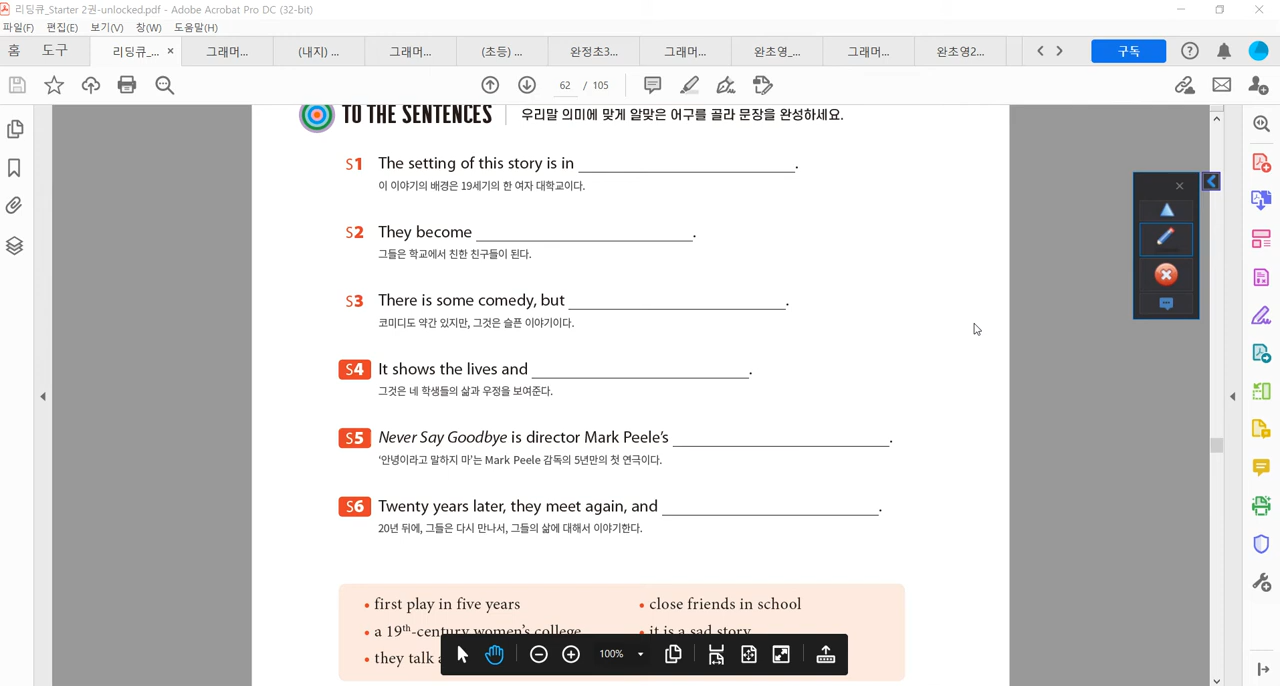 리딩큐_Starter 2권-unlocked.pdf - Adobe Acrobat Pro DC (32-bit)
파일(F) 편집(E) 보기(V) 창(W) 도움말(H)
홈 도구 리딩큐_... × 그래머... (내지) ... 그래머... (초등) ... 완정초3... 그래머... 완초영_... 그래머... 완초영2... 구독
62 / 105
TO THE SENTENCES 우리말 의미에 맞게 알맞은 어구를 골라 문장을 완성하세요.
S1 The setting of this story is in ____________________.
이 이야기의 배경은 19세기의 한 여자 대학교이다.
S2 They become ____________________.
그들은 학교에서 친한 친구들이 된다.
S3 There is some comedy, but ____________________.
코미디도 약간 있지만, 그것은 슬픈 이야기이다.
S4 It shows the lives and ____________________.
그것은 네 학생들의 삶과 우정을 보여준다.
S5 Never Say Goodbye is director Mark Peele’s ____________________.
‘안녕이라고 말하지 마’는 Mark Peele 감독의 5년만의 첫 연극이다.
S6 Twenty years later, they meet again, and ____________________.
20년 뒤에, 그들은 다시 만나서, 그들의 삶에 대해서 이야기한다.
• first play in five years • close friends in school
• a 19th-century women’s college • it is a sad story
• they talk
100%